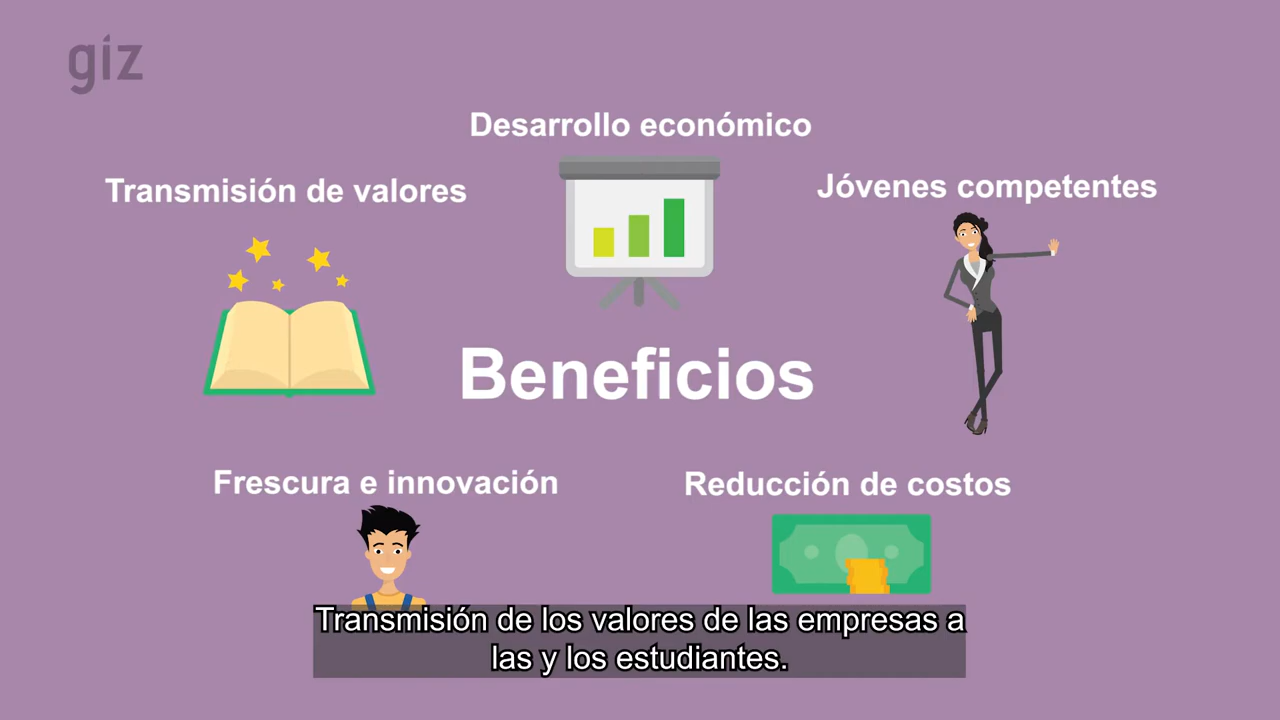 giz
Desarrollo económico
Transmisión de valores
Jóvenes competentes
Beneficios
Frescura e innovación
Reducción de costos
Transmisión de los valores de las empresas a
las y los estudiantes.